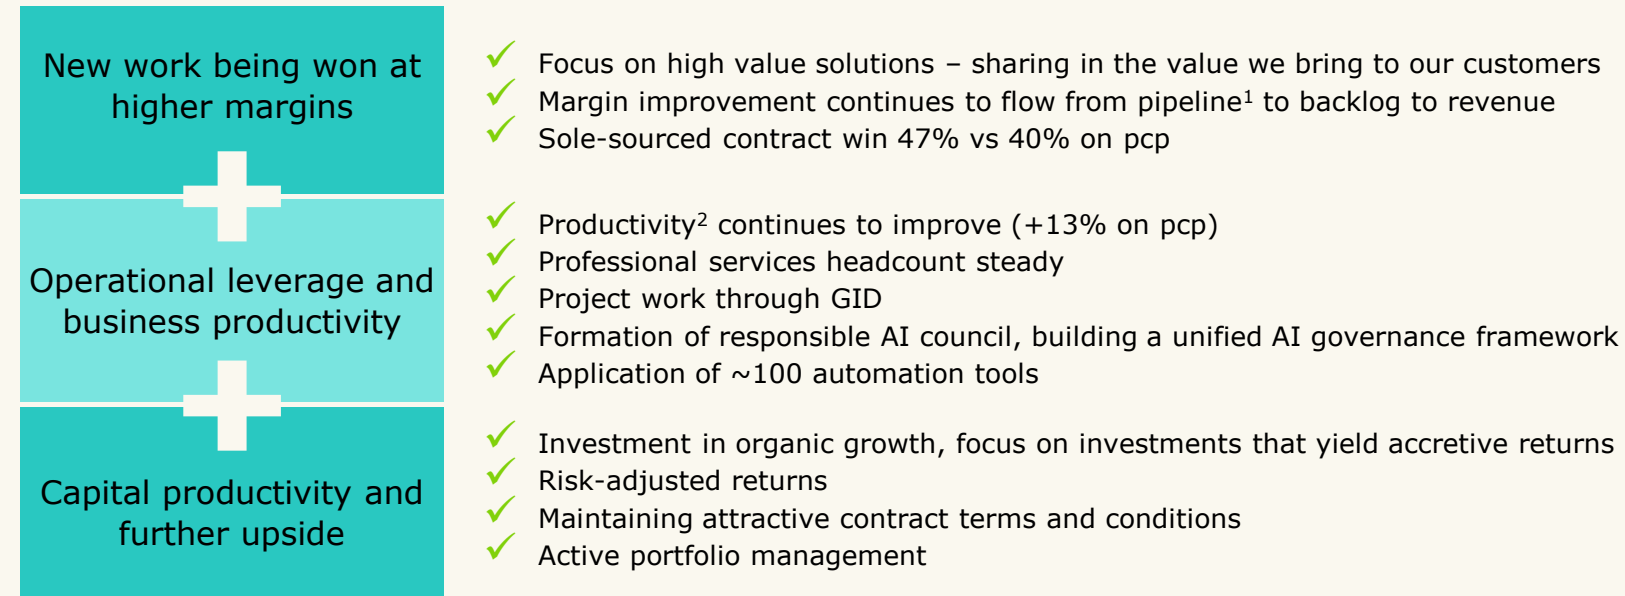 New work being won at
higher margins
✓ Focus on high value solutions – sharing in the value we bring to our customers
✓ Margin improvement continues to flow from pipeline¹ to backlog to revenue
✓ Sole-sourced contract win 47% vs 40% on pcp
Operational leverage and
business productivity
✓ Productivity² continues to improve (+13% on pcp)
✓ Professional services headcount steady
✓ Project work through GID
✓ Formation of responsible AI council, building a unified AI governance framework
✓ Application of ~100 automation tools
Capital productivity and
further upside
✓ Investment in organic growth, focus on investments that yield accretive returns
✓ Risk-adjusted returns
✓ Maintaining attractive contract terms and conditions
✓ Active portfolio management